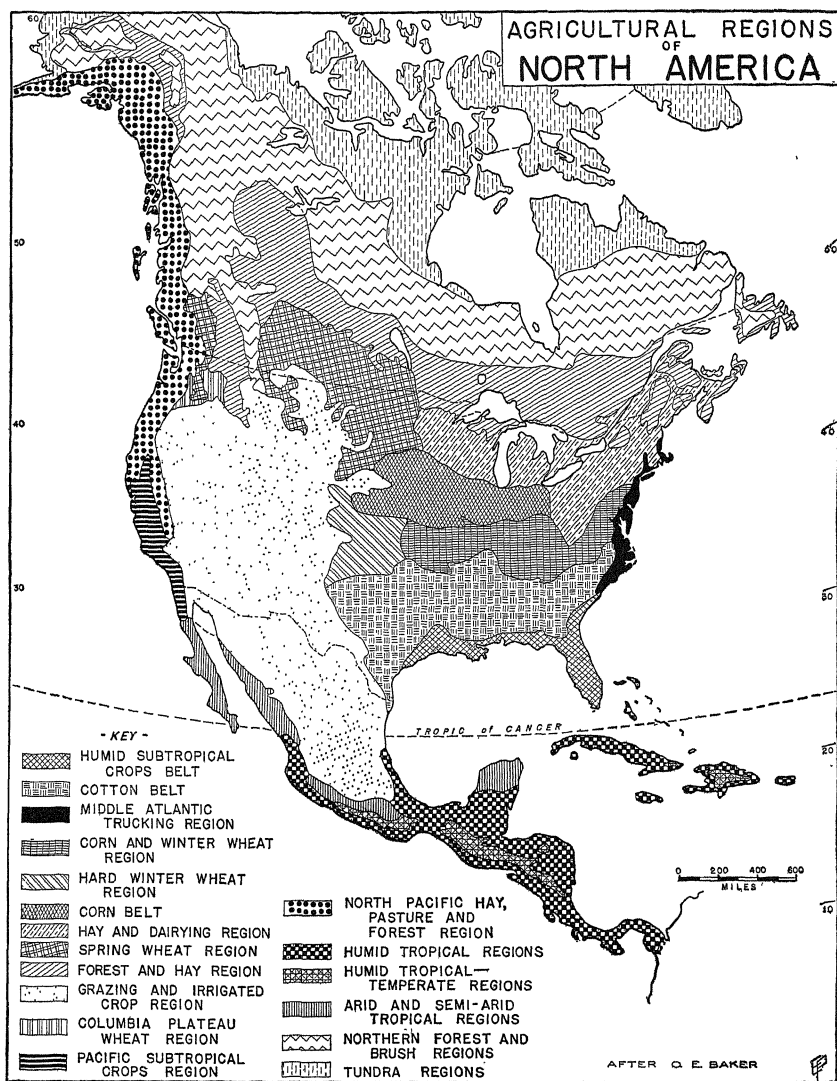 AGRICULTURAL REGIONS
OF
NORTH AMERICA
60
50
60
40
40
30
30
TROPIC of CANCER
20
10
0 200 400 600
MILES
- KEY -
HUMID SUBTROPICAL
CROPS BELT
COTTON BELT
MIDDLE ATLANTIC
TRUCKING REGION
CORN AND WINTER WHEAT
REGION
HARD WINTER WHEAT
REGION
CORN BELT
HAY AND DAIRYING REGION
SPRING WHEAT REGION
FOREST AND HAY REGION
GRAZING AND IRRIGATED
CROP REGION
COLUMBIA PLATEAU
WHEAT REGION
PACIFIC SUBTROPICAL
CROPS REGION
NORTH PACIFIC HAY,
PASTURE AND
FOREST REGION
HUMID TROPICAL REGIONS
HUMID TROPICAL—
TEMPERATE REGIONS
ARID AND SEMI-ARID
TROPICAL REGIONS
NORTHERN FOREST AND
BRUSH REGIONS
TUNDRA REGIONS
AFTER O. E. BAKER